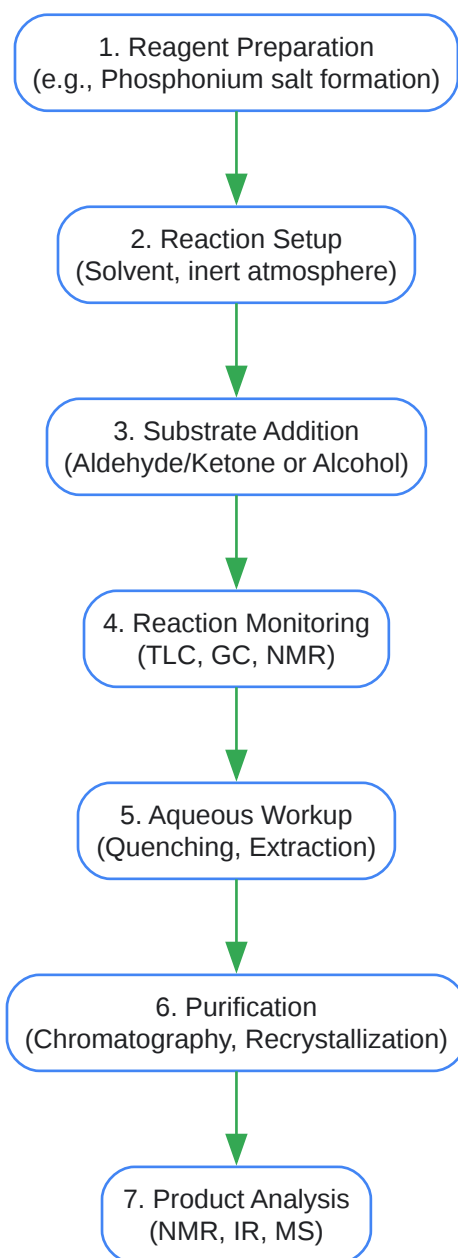 1. Reagent Preparation
(e.g., Phosphonium salt formation)
2. Reaction Setup
(Solvent, inert atmosphere)
3. Substrate Addition
(Aldehyde/Ketone or Alcohol)
4. Reaction Monitoring
(TLC, GC, NMR)
5. Aqueous Workup
(Quenching, Extraction)
6. Purification
(Chromatography, Recrystallization)
7. Product Analysis
(NMR, IR, MS)